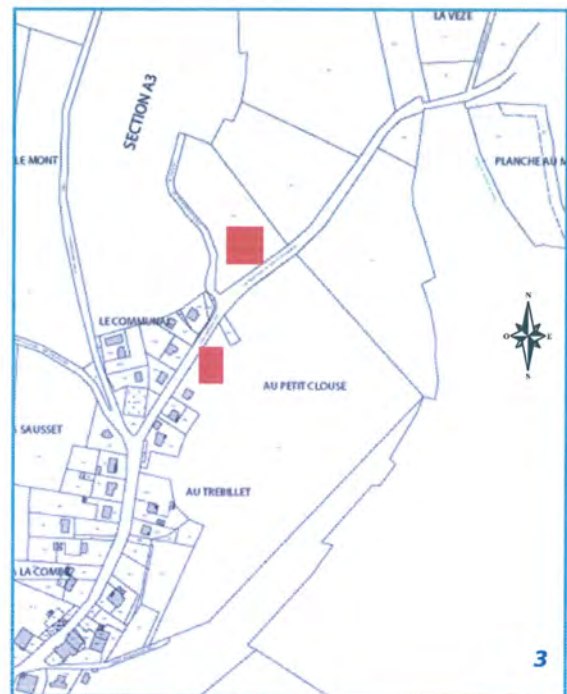 LA VEZE
SECTION A3
LE MONT
PLANCHE AU M
LE COMMUNAL
N
O
E
S
AU PETIT CLOUSE
SAUSSET
AU TREBILLET
LA COMBE
3